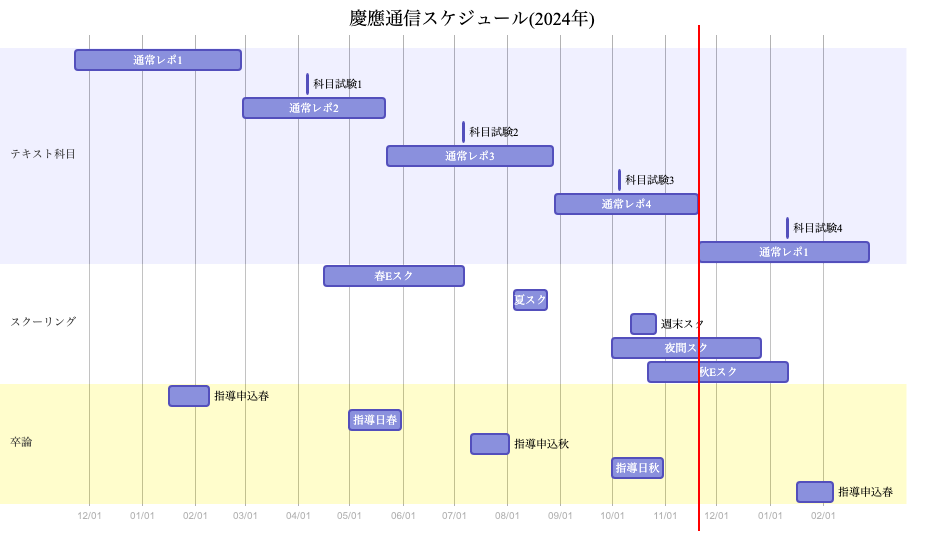 慶應通信スケジュール(2024年)
通常レポ1
科目試験1
通常レポ2
科目試験2
テキスト科目
通常レポ3
科目試験3
通常レポ4
科目試験4
通常レポ1
春Eスク
夏スク
スクーリング
週末スク
夜間スク
秋Eスク
指導申込春
指導日春
卒論
指導申込秋
指導日秋
指導申込春
12/01 01/01 02/01 03/01 04/01 05/01 06/01 07/01 08/01 09/01 10/01 11/01 12/01 01/01 02/01